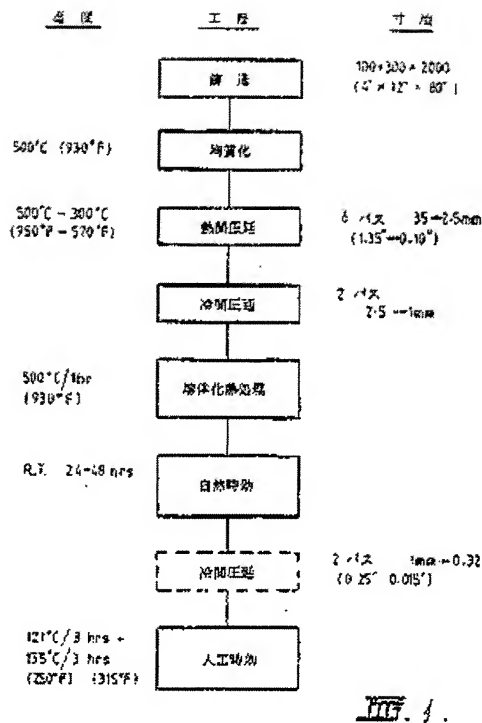 温度 工程 寸法
鋳造
100×300×2000
(4" × 12" × 80")
500°C (930°F)
均質化
500°C - 300°C
(950°F - 570°F)
熱間圧延
6 パス 35→2.5mm
(1.35"→0.10")
冷間圧延
2 パス
2.5→1mm
500°C/1hr
(930°F)
溶体化熱処理
R.T. 24-48 hrs
自然時効
冷間圧延
2 パス 1mm→0.32
(0.25" 0.015")
121°C/3 hrs +
155°C/3 hrs
(250°F) (315°F)
人工時効